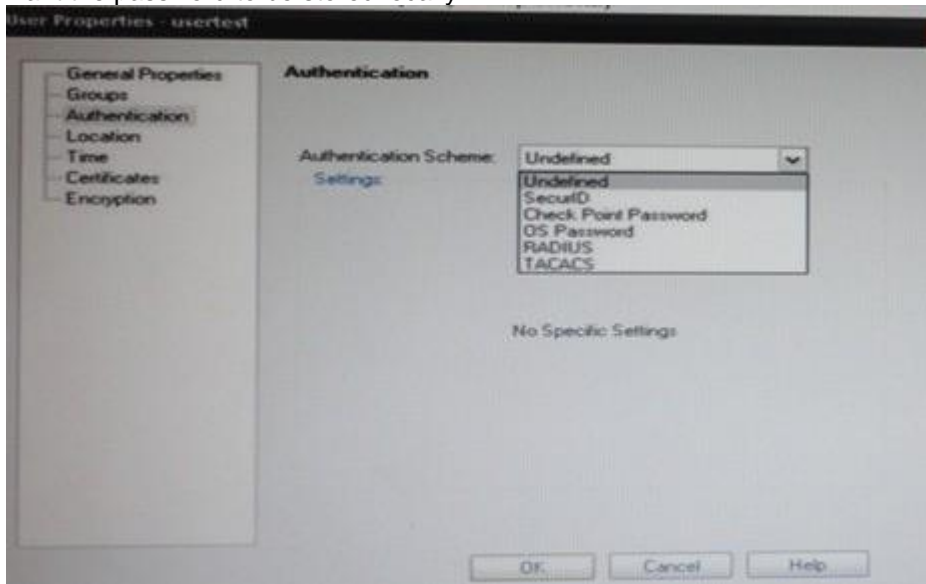 User Properties - usertest
General Properties
Groups
Authentication
Location
Time
Certificates
Encryption
Authentication
Authentication Scheme: Undefined
Settings:
Undefined
SecurID
Check Point Password
OS Password
RADIUS
TACACS
No Specific Settings
OK Cancel Help